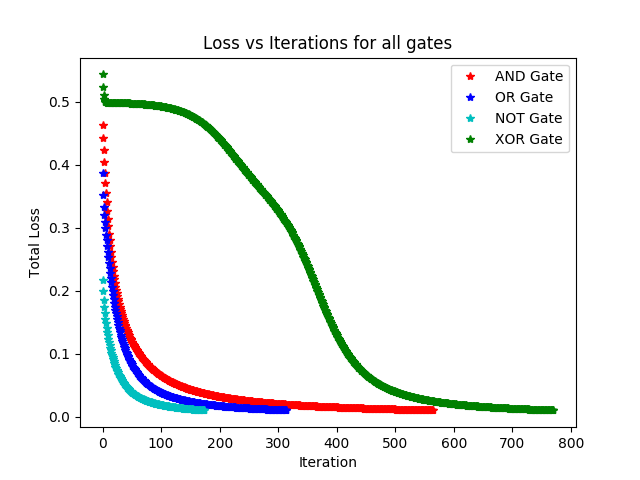 Loss vs Iterations for all gates
AND Gate
OR Gate
NOT Gate
XOR Gate
0.5
0.4
0.3
0.2
0.1
0.0
Total Loss
0 100 200 300 400 500 600 700 800
Iteration